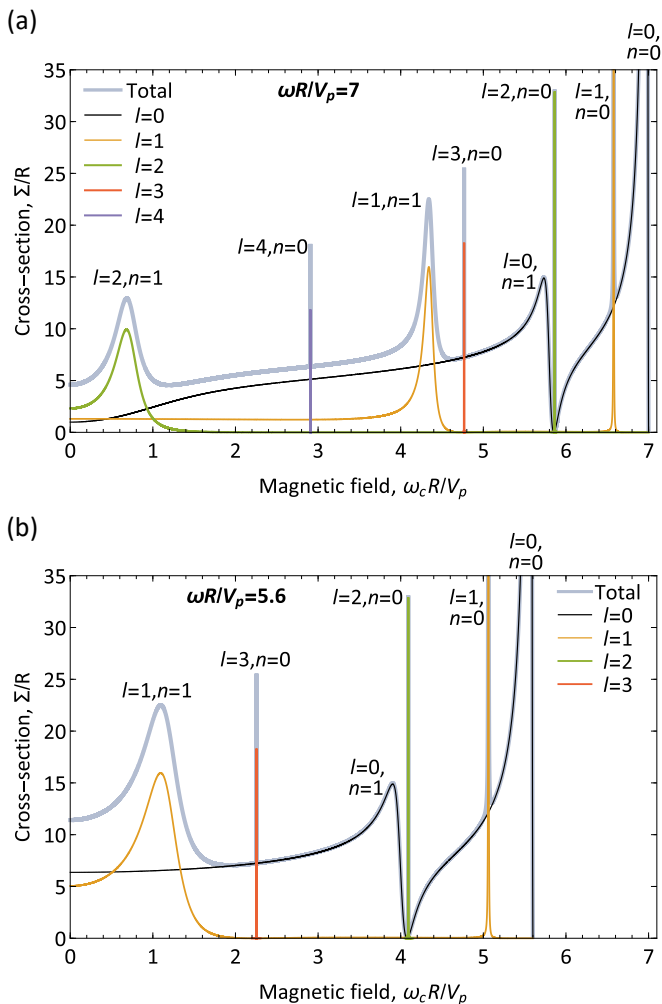 (a)
l=0,
n=0
35
30
25
20
15
10
5
0
Cross−section, Σ/R
Total
l=0
l=1
l=2
l=3
l=4
ωR/Vp=7
l=2,n=0
l=1,
n=0
l=3,n=0
l=1,n=1
l=4,n=0
l=0,
n=1
l=2,n=1
0 1 2 3 4 5 6 7
Magnetic field, ωcR/Vp
(b)
l=0,
n=0
35
30
25
20
15
10
5
0
Cross−section, Σ/R
ωR/Vp=5.6
l=2,n=0
l=1,
n=0
Total
l=0
l=1
l=2
l=3
l=3,n=0
l=1,n=1
l=0,
n=1
0 1 2 3 4 5 6 7
Magnetic field, ωcR/Vp